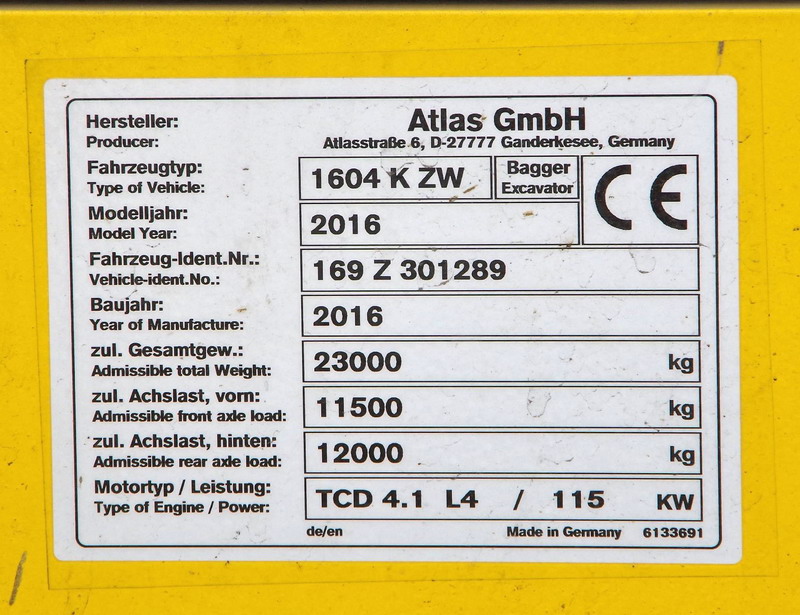 Hersteller: Atlas GmbH
Producer: Atlasstraße 6, D-27777 Ganderkesee, Germany
Fahrzeugtyp: 1604 K ZW Bagger
Type of Vehicle: Excavator
CE
Modelljahr: 2016
Model Year:
Fahrzeug-Ident.Nr.: 169 Z 301289
Vehicle-ident.No.:
Baujahr: 2016
Year of Manufacture:
zul. Gesamtgew.: 23000 kg
Admissible total Weight:
zul. Achslast, vorn: 11500 kg
Admissible front axle load:
zul. Achslast, hinten: 12000 kg
Admissible rear axle load:
Motortyp / Leistung: TCD 4.1 L4 / 115 KW
Type of Engine / Power:
de/en Made in Germany 6133691